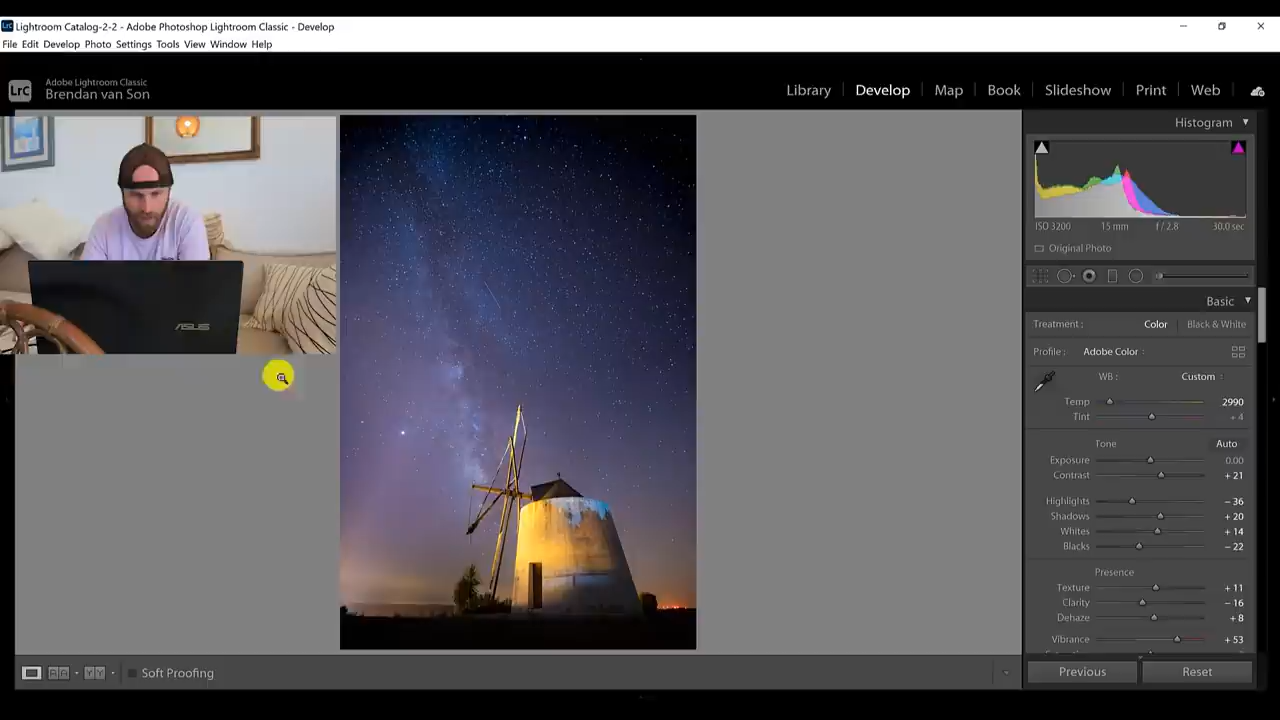 Lightroom Catalog-2-2 - Adobe Photoshop Lightroom Classic - Develop
File Edit Develop Photo Settings Tools View Window Help
LrC
Adobe Lightroom Classic
Brendan van Son
Library | Develop | Map | Book | Slideshow | Print | Web
Histogram
ISO 3200 15 mm f / 2.8 30.0 sec
Original Photo
Basic
Treatment : Color Black & White
Profile : Adobe Color
WB : Custom
Temp 2990
Tint + 4
Tone Auto
Exposure 0.00
Contrast + 21
Highlights − 36
Shadows + 20
Whites + 14
Blacks − 22
Presence
Texture + 11
Clarity − 16
Dehaze + 8
Vibrance + 53
Previous Reset
Soft Proofing
ASUS